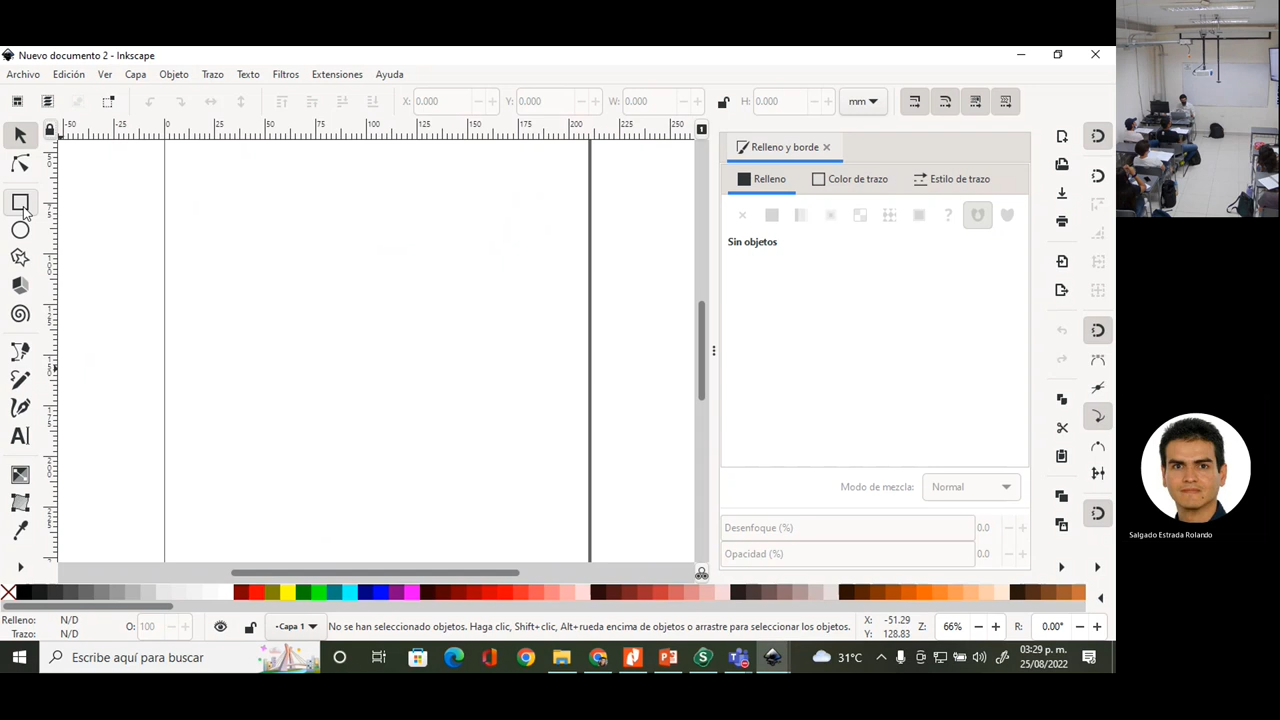 Nuevo documento 2 - Inkscape
Archivo Edición Ver Capa Objeto Trazo Texto Filtros Extensiones Ayuda
X: 0.000 Y: 0.000 W: 0.000 H: 0.000 mm
-50 -25 0 25 50 75 100 125 150 175 200 225 250
Relleno y borde
Relleno Color de trazo Estilo de trazo
?
Sin objetos
Modo de mezcla: Normal
Desenfoque (%) 0.0
Opacidad (%) 0.0
Salgado Estrada Rolando
Relleno: N/D
Trazo: N/D
O: 100
Capa 1
No se han seleccionado objetos. Haga clic, Shift+clic, Alt+rueda encima de objetos o arrastre para seleccionar los objetos.
X: -51.29
Y: 128.83
Z: 66%
R: 0.00°
Escribe aquí para buscar
31°C
03:29 p. m.
25/08/2022